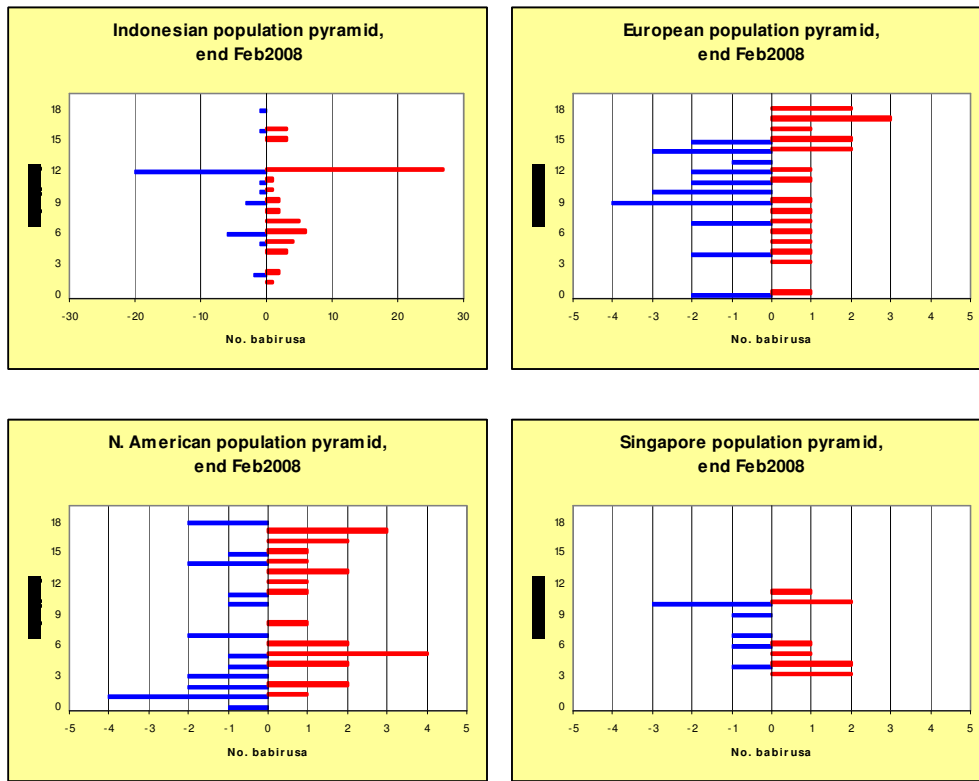 Indonesian population pyramid,
end Feb2008
18
15
12
9
6
3
0
-30 -20 -10 0 10 20 30
No. babirusa
European population pyramid,
end Feb2008
18
15
12
9
6
3
0
-5 -4 -3 -2 -1 0 1 2 3 4 5
No. babirusa
N. American population pyramid,
end Feb2008
18
15
12
9
6
3
0
-5 -4 -3 -2 -1 0 1 2 3 4 5
No. babirusa
Singapore population pyramid,
end Feb2008
18
15
12
9
6
3
0
-5 -4 -3 -2 -1 0 1 2 3 4 5
No. babirusa